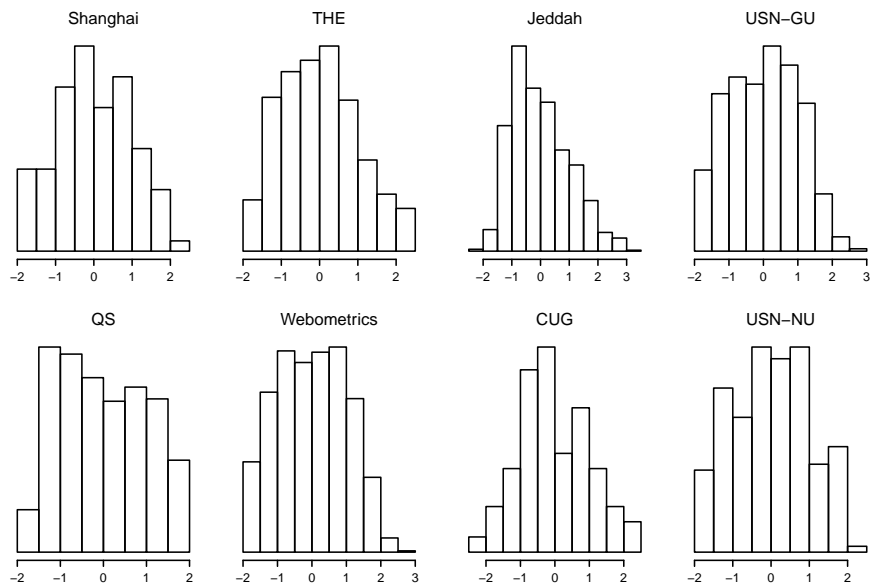 Shanghai THE Jeddah USN−GU
−2 −1 0 1 2 −2 −1 0 1 2 −2 −1 0 1 2 3 −2 −1 0 1 2 3
QS Webometrics CUG USN−NU
−2 −1 0 1 2 −2 −1 0 1 2 3 −2 −1 0 1 2 −2 −1 0 1 2